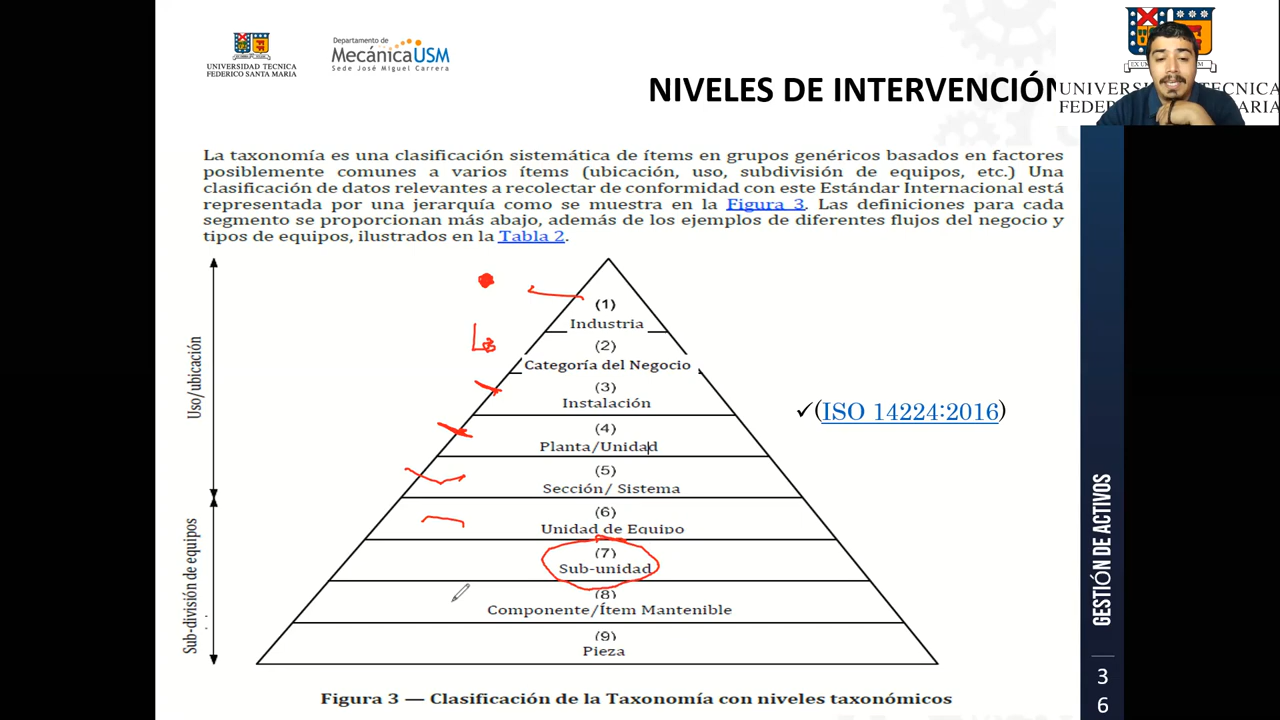 UNIVERSIDAD TECNICA
FEDERICO SANTA MARIA
Departamento de
MecánicaUSM
Sede José Miguel Carrera
NIVELES DE INTERVENCIÓN
La taxonomía es una clasificación sistemática de ítems en grupos genéricos basados en factores
posiblemente comunes a varios ítems (ubicación, uso, subdivisión de equipos, etc.) Una
clasificación de datos relevantes a recolectar de conformidad con este Estándar Internacional está
representada por una jerarquía como se muestra en la Figura 3. Las definiciones para cada
segmento se proporcionan más abajo, además de los ejemplos de diferentes flujos del negocio y
tipos de equipos, ilustrados en la Tabla 2.
Uso/ubicación
Sub-división de equipos
(1)
Industria
(2)
Categoría del Negocio
(3)
Instalación
(4)
Planta/Unidad
(5)
Sección/ Sistema
(6)
Unidad de Equipo
(7)
Sub-unidad
(8)
Componente/Ítem Mantenible
(9)
Pieza
✓(ISO 14224:2016)
Figura 3 — Clasificación de la Taxonomía con niveles taxonómicos
GESTIÓN DE ACTIVOS
3
6